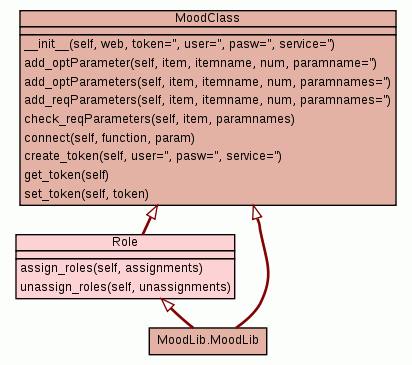 MoodClass
__init__(self, web, token='', user='', pasw='', service='')
add_optParameter(self, item, itemname, num, paramname='')
add_optParameters(self, item, itemname, num, paramnames='')
add_reqParameters(self, item, itemname, num, paramnames='')
check_reqParameters(self, item, paramnames)
connect(self, function, param)
create_token(self, user='', pasw='', service='')
get_token(self)
set_token(self, token)
Role
assign_roles(self, assignments)
unassign_roles(self, unassignments)
MoodLib.MoodLib